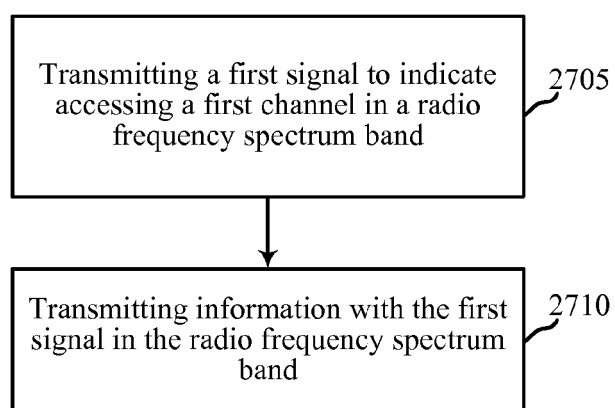 Transmitting a first signal to indicate
accessing a first channel in a radio
frequency spectrum band
2705
Transmitting information with the first
signal in the radio frequency spectrum
band
2710